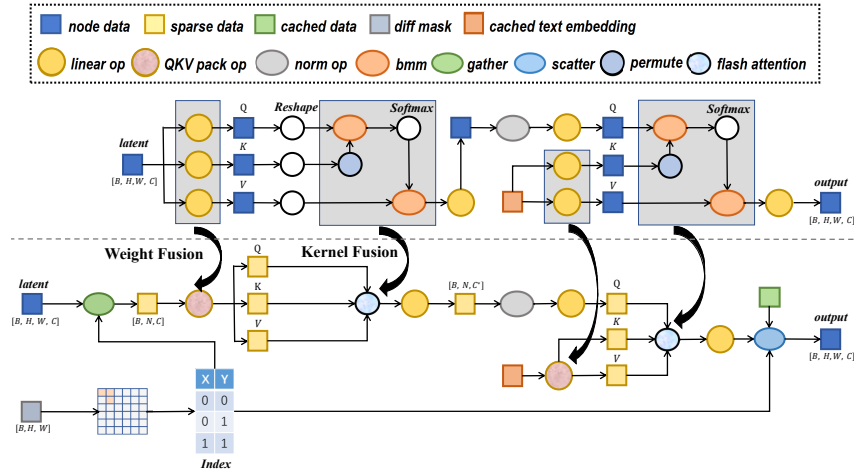 node data sparse data cached data diff mask cached text embedding
linear op QKV pack op norm op bmm gather scatter permute flash attention
Q Reshape Softmax Q Softmax
latent K K
[B, H, W, C] V V output
[B, H, W, C]
Weight Fusion Q Kernel Fusion
latent K [B, N, C'] Q
[B, H, W, C] [B, N, C] V K output
V [B, H, W, C]
X Y
0 0
0 1
[B, H, W] 1 1
Index